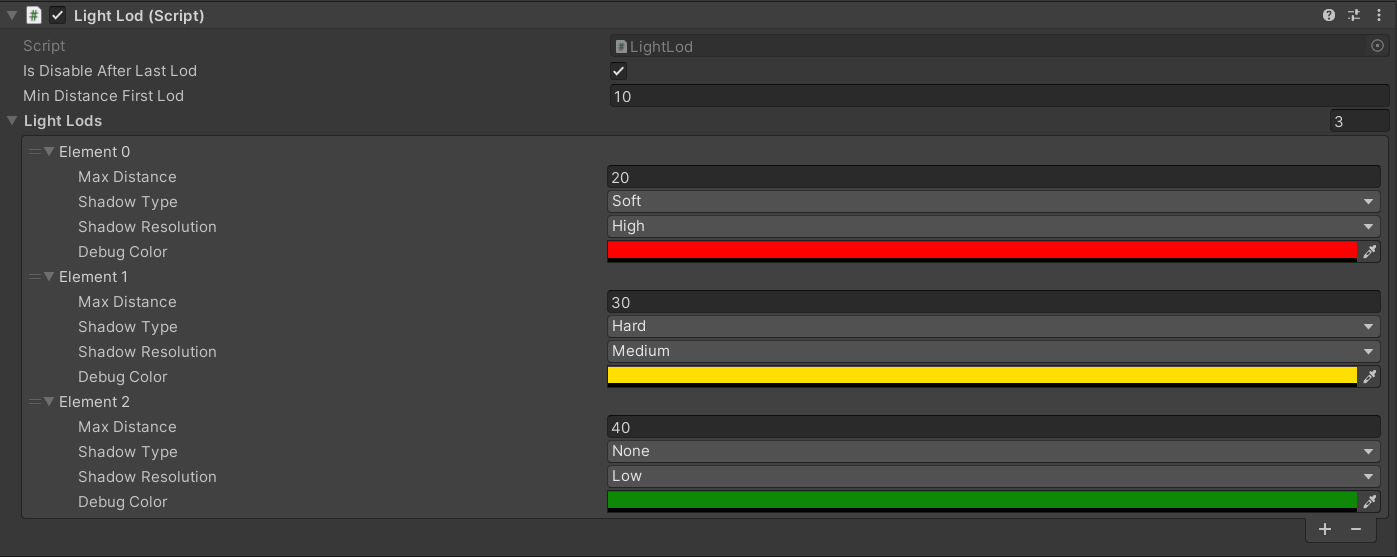 Light Lod (Script)
Script LightLod
Is Disable After Last Lod
Min Distance First Lod 10
Light Lods 3
Element 0
Max Distance 20
Shadow Type Soft
Shadow Resolution High
Debug Color
Element 1
Max Distance 30
Shadow Type Hard
Shadow Resolution Medium
Debug Color
Element 2
Max Distance 40
Shadow Type None
Shadow Resolution Low
Debug Color